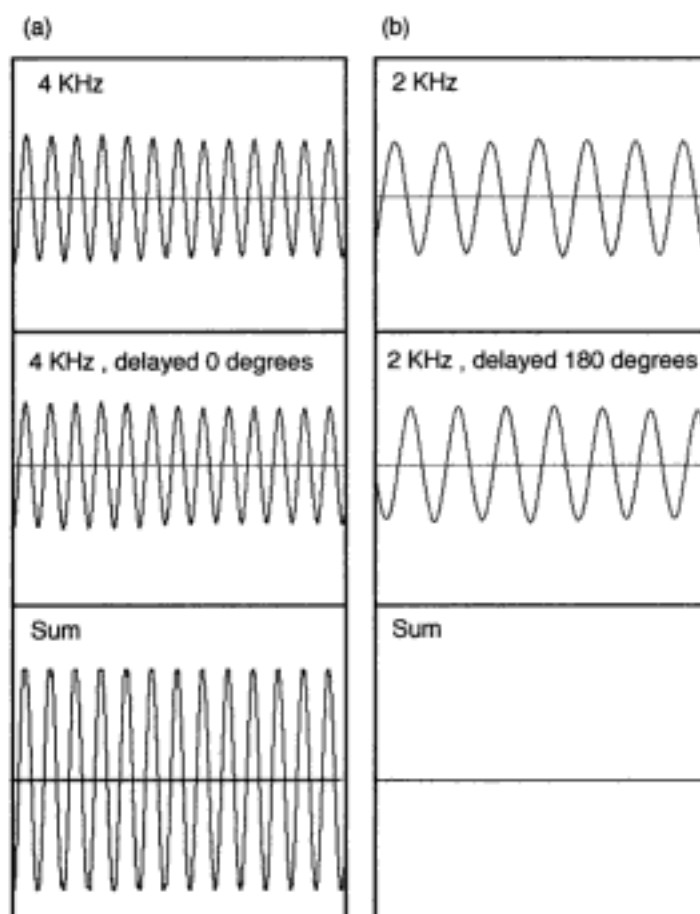 (a)
(b)
4 KHz
2 KHz
4 KHz , delayed 0 degrees
2 KHz , delayed 180 degrees
Sum
Sum